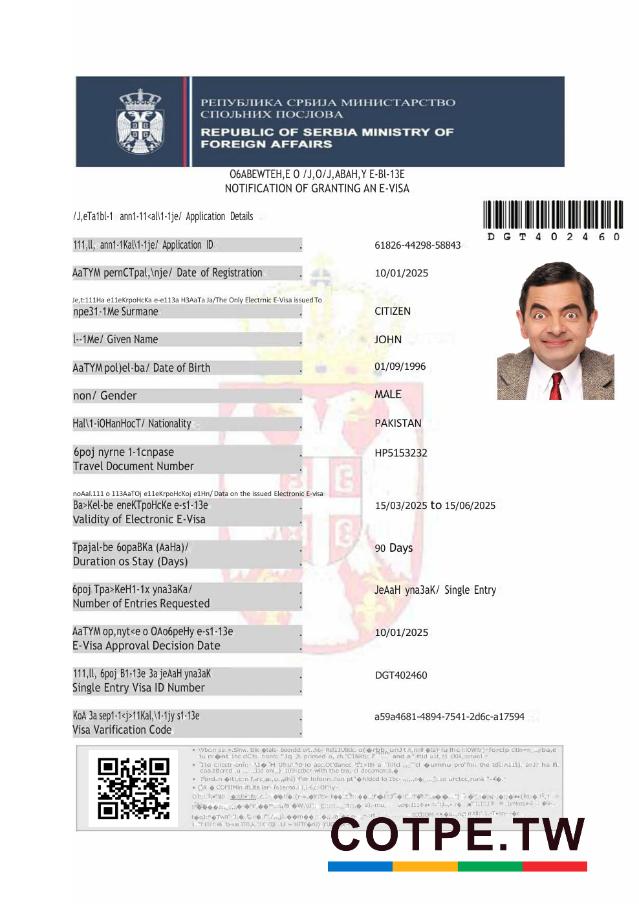 РЕПУБЛИКА СРБИЈА МИНИСТАРСТВО
СПОЉНИХ ПОСЛОВА
REPUBLIC OF SERBIA MINISTRY OF
FOREIGN AFFAIRS
O6ABEWTEH,E O /J,O/J,ABAH,Y E-BI-13E
NOTIFICATION OF GRANTING AN E-VISA
/J,eTa1bl-1 ann1-11<al\1-1je/ Application Details
DGT402460
111,ll, ann1-1Kal\1-1je/ Application ID . 61826-44298-58843
AaTYM pernCTpal,\nje/ Date of Registration . 10/01/2025
Je,t:111Ha e11eKrpoHcKa e-e113a H3AaTa Ja/The Only Electrnic E-Visa Issued To
npe31-1Me Surmane . CITIZEN
l--1Me/ Given Name . JOHN
AaTYM pol)el-ba/ Date of Birth . 01/09/1996
non/ Gender . MALE
Hal\1-iOHanHocT/ Nationality . PAKISTAN
6poj nyrne 1-1cnpase . HP5153232
Travel Document Number
noAal.111 o 113AaTOj e11eKrpoHcKoj e1Hn/ Data on the issued Electronic E-visa
Ba>Kel-be eneKTpoHcKe e-s1-13e . 15/03/2025 to 15/06/2025
Validity of Electronic E-Visa
Tpajal-be 6opaBKa (AaHa)/ . 90 Days
Duration os Stay (Days)
6poj Tpa>KeH1-1x yna3aKa/ . JeAaH yna3aK/ Single Entry
Number of Entries Requested
AaTYM op,nyt<e o OAo6peHy e-s1-13e . 10/01/2025
E-Visa Approval Decision Date
111,ll, 6poj B1-13e 3a jeAaH yna3aK . DGT402460
Single Entry Visa ID Number
KoA 3a sep1-1<j>11Kal,\1-1jy s1-13e . a59a4681-4894-7541-2d6c-a17594
Visa Varification Code
COTPE.TW